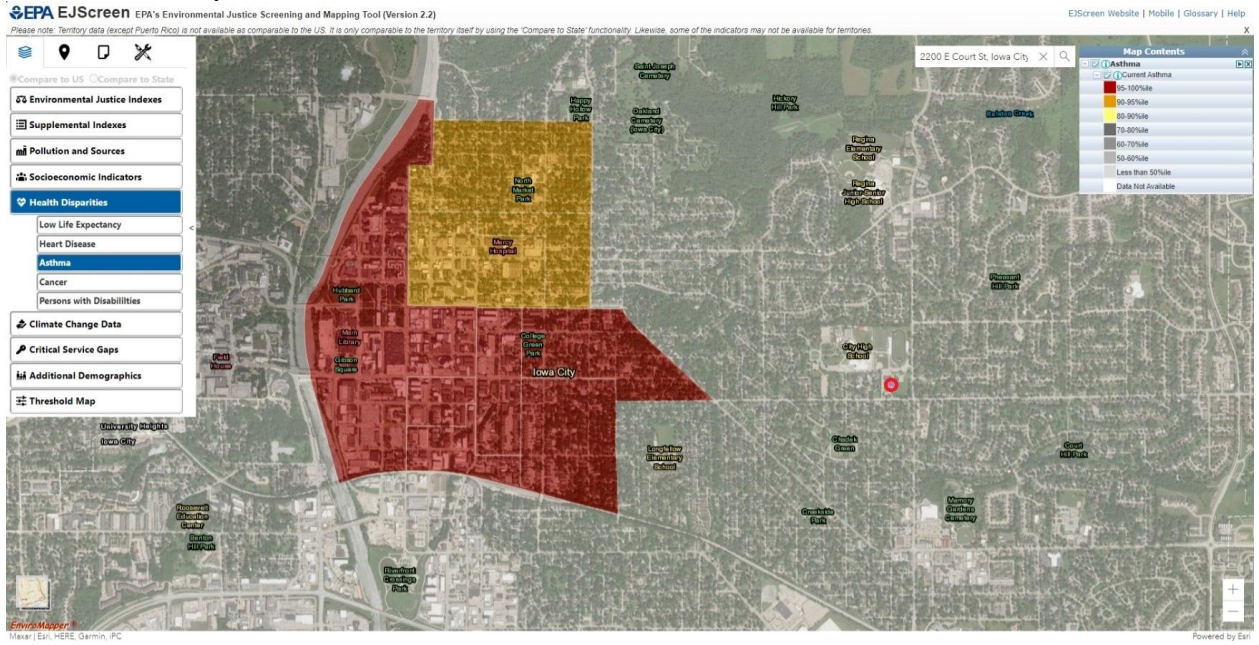 EPA EJScreen EPA's Environmental Justice Screening and Mapping Tool (Version 2.2)
EJScreen Website | Mobile | Glossary | Help
Please note: Territory data (except Puerto Rico) is not available as comparable to the US. It is only comparable to the territory itself by using the 'Compare to State' functionality. Likewise, some of the indicators may not be available for territories.
X
Compare to US Compare to State
Environmental Justice Indexes
Supplemental Indexes
Pollution and Sources
Socioeconomic Indicators
Health Disparities
Low Life Expectancy
Heart Disease
Asthma
Cancer
Persons with Disabilities
Climate Change Data
Critical Service Gaps
Additional Demographics
Threshold Map
<
2200 E Court St, Iowa City
Map Contents
Asthma
Current Asthma
95-100%ile
90-95%ile
80-90%ile
70-80%ile
60-70%ile
50-60%ile
Less than 50%ile
Data Not Available
Saint Joseph
Cemetery
Happy
Hollow
Park
Oakland
Cemetery
(Iowa City)
Hickory
Hill Park
Ralston Creek
Regina
Elementary
School
Regina
Junior-Senior
High School
North
Market
Park
Mercy
Hospital
Hubbard
Park
Pheasant
Hill Park
Main
Library
Gibson
Square
College
Green
Park
Field
House
Iowa City
City High
School
University Heights
Iowa City
Longfellow
Elementary
School
Chadek
Green
Court
Hill Park
Roosevelt
Education
Center
Benton
Hill Park
Creekside
Park
Memory
Gardens
Cemetery
Riverfront
Crossings
Park
EnviroMapper
Maxar | Esri, HERE, Garmin, iPC
Powered by Esri